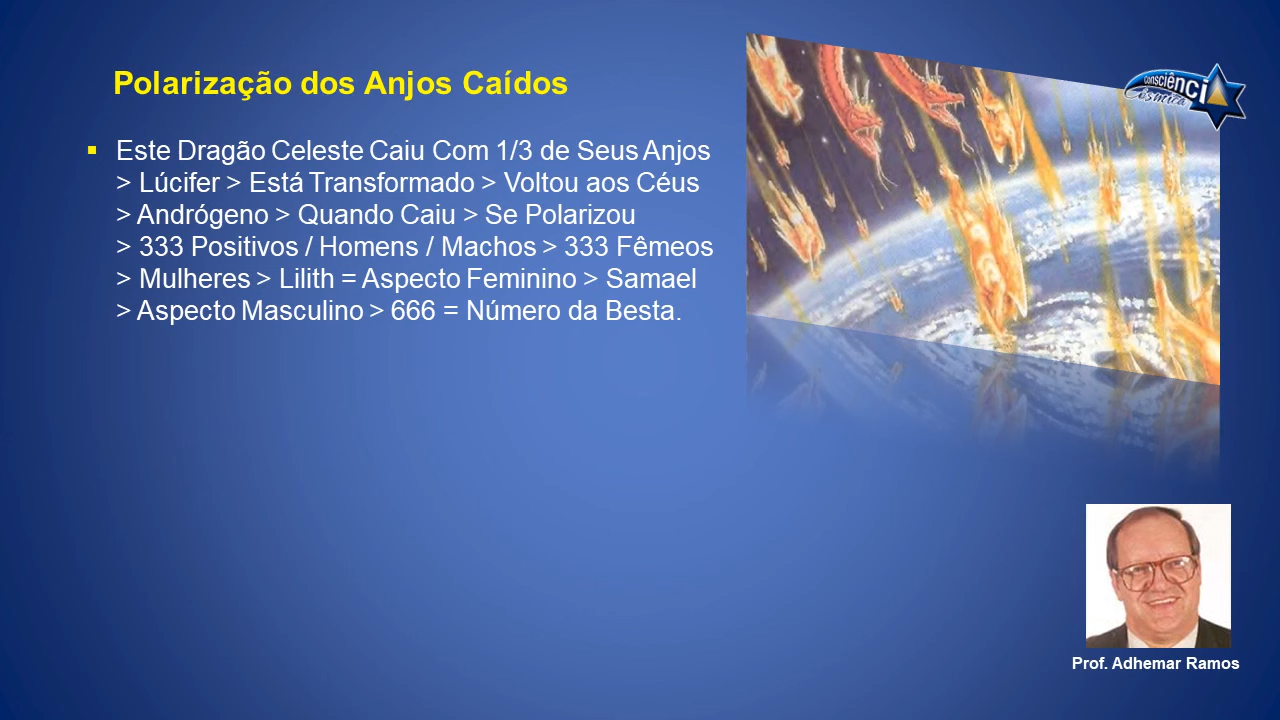 Polarização dos Anjos Caídos
consciênci
Cósmica
Este Dragão Celeste Caiu Com 1/3 de Seus Anjos
> Lúcifer > Está Transformado > Voltou aos Céus
> Andrógeno > Quando Caiu > Se Polarizou
> 333 Positivos / Homens / Machos > 333 Fêmeos
> Mulheres > Lilith = Aspecto Feminino > Samael
> Aspecto Masculino > 666 = Número da Besta.
Prof. Adhemar Ramos